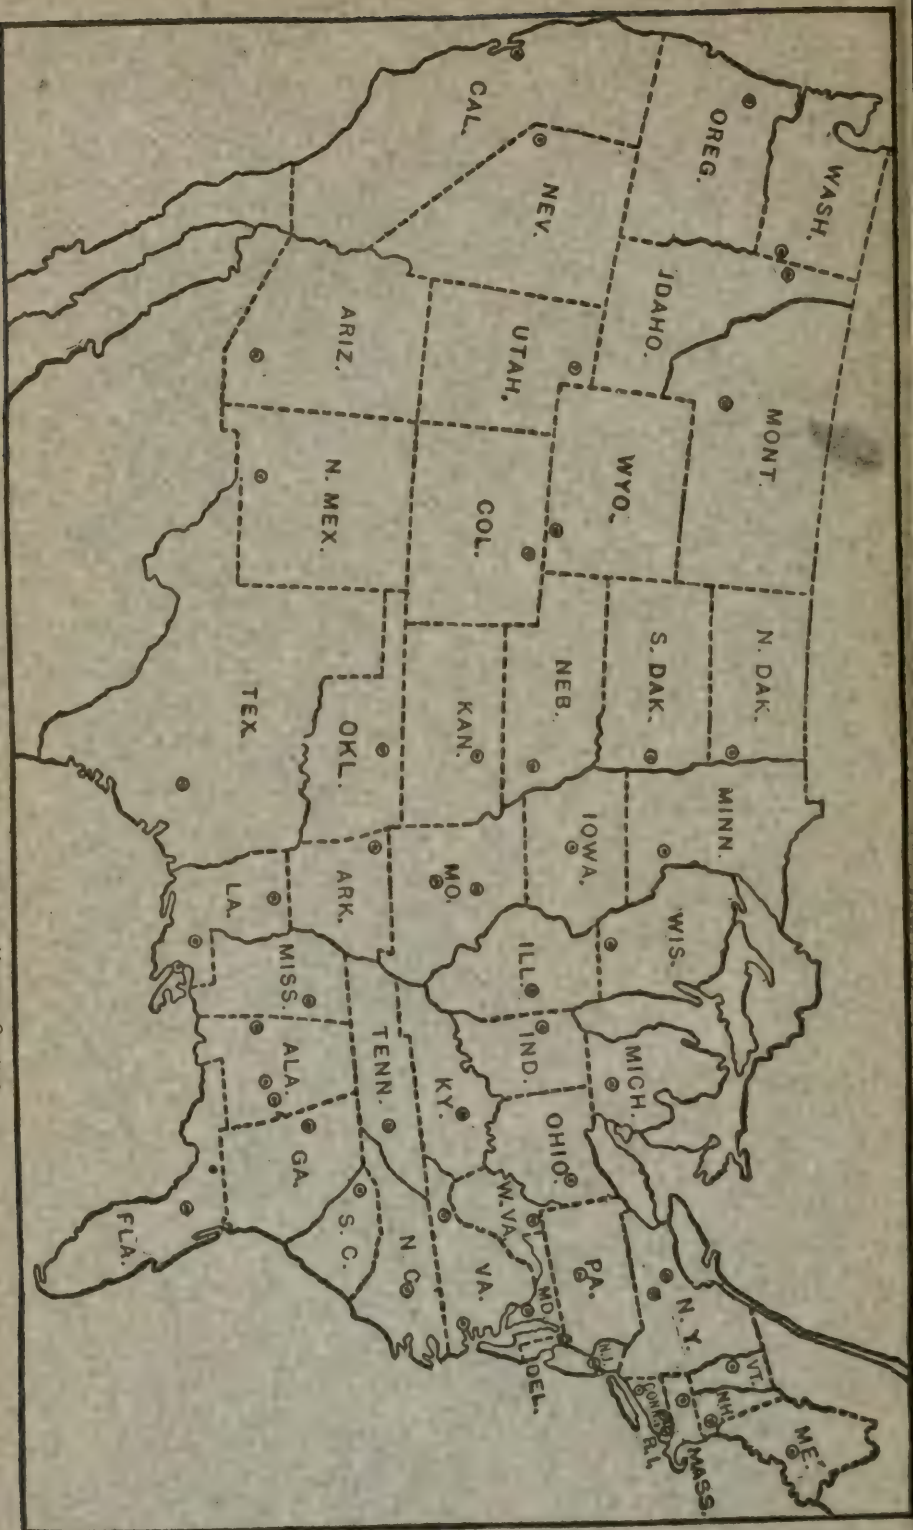 WASH.
OREG.
CAL.
NEV.
IDAHO.
MONT.
WYO.
UTAH.
COL.
ARIZ.
N. MEX.
N. DAK.
S. DAK.
NEB.
KAN.
OKL.
TEX.
MINN.
IOWA.
MO.
ARK.
LA.
WIS.
ILL.
IND.
MICH.
OHIO.
KY.
TENN.
MISS.
ALA.
GA.
FLA.
S. C.
N. C.
VA.
W. VA.
MD.
DEL.
PA.
N. J.
N. Y.
CONN.
R. I.
MASS.
VT.
N. H.
ME.